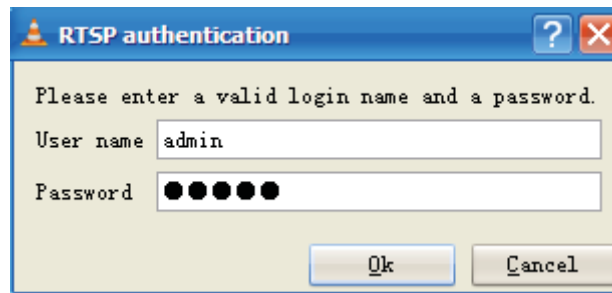 RTSP authentication
Please enter a valid login name and a password.
User name admin
Password ●●●●●
Ok Cancel